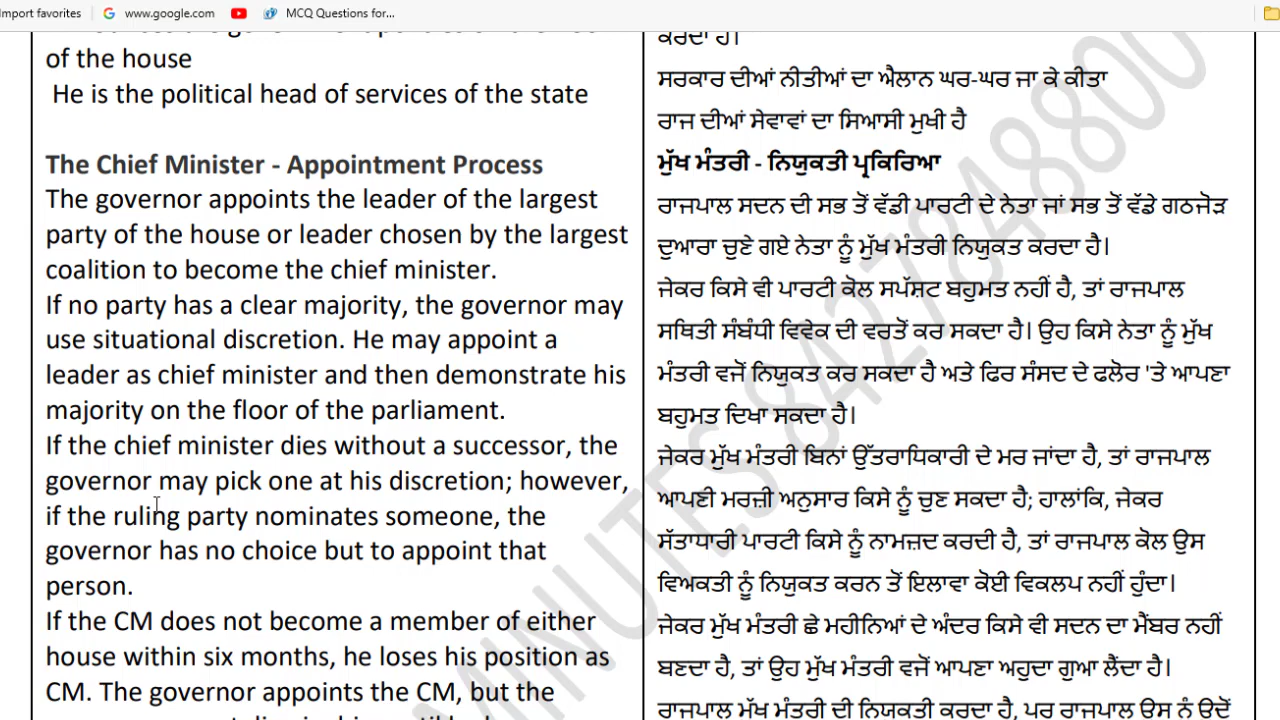 Import favorites
www.google.com
MCQ Questions for...
of the house
He is the political head of services of the state
The Chief Minister - Appointment Process
The governor appoints the leader of the largest
party of the house or leader chosen by the largest
coalition to become the chief minister.
If no party has a clear majority, the governor may
use situational discretion. He may appoint a
leader as chief minister and then demonstrate his
majority on the floor of the parliament.
If the chief minister dies without a successor, the
governor may pick one at his discretion; however,
if the ruling party nominates someone, the
governor has no choice but to appoint that
person.
If the CM does not become a member of either
house within six months, he loses his position as
CM. The governor appoints the CM, but the
ਕਰਦਾ ਹੈ।
ਸਰਕਾਰ ਦੀਆਂ ਨੀਤੀਆਂ ਦਾ ਐਲਾਨ ਘਰ-ਘਰ ਜਾ ਕੇ ਕੀਤਾ
ਰਾਜ ਦੀਆਂ ਸੇਵਾਵਾਂ ਦਾ ਸਿਆਸੀ ਮੁਖੀ ਹੈ
ਮੁੱਖ ਮੰਤਰੀ - ਨਿਯੁਕਤੀ ਪ੍ਰਕਿਰਿਆ
ਰਾਜਪਾਲ ਸਦਨ ਦੀ ਸਭ ਤੋਂ ਵੱਡੀ ਪਾਰਟੀ ਦੇ ਨੇਤਾ ਜਾਂ ਸਭ ਤੋਂ ਵੱਡੇ ਗਠਜੋੜ
ਦੁਆਰਾ ਚੁਣੇ ਗਏ ਨੇਤਾ ਨੂੰ ਮੁੱਖ ਮੰਤਰੀ ਨਿਯੁਕਤ ਕਰਦਾ ਹੈ।
ਜੇਕਰ ਕਿਸੇ ਵੀ ਪਾਰਟੀ ਕੋਲ ਸਪੱਸ਼ਟ ਬਹੁਮਤ ਨਹੀਂ ਹੈ, ਤਾਂ ਰਾਜਪਾਲ
ਸਥਿਤੀ ਸੰਬੰਧੀ ਵਿਵੇਕ ਦੀ ਵਰਤੋਂ ਕਰ ਸਕਦਾ ਹੈ। ਉਹ ਕਿਸੇ ਨੇਤਾ ਨੂੰ ਮੁੱਖ
ਮੰਤਰੀ ਵਜੋਂ ਨਿਯੁਕਤ ਕਰ ਸਕਦਾ ਹੈ ਅਤੇ ਫਿਰ ਸੰਸਦ ਦੇ ਫਲੋਰ 'ਤੇ ਆਪਣਾ
ਬਹੁਮਤ ਦਿਖਾ ਸਕਦਾ ਹੈ।
ਜੇਕਰ ਮੁੱਖ ਮੰਤਰੀ ਬਿਨਾਂ ਉੱਤਰਾਧਿਕਾਰੀ ਦੇ ਮਰ ਜਾਂਦਾ ਹੈ, ਤਾਂ ਰਾਜਪਾਲ
ਆਪਣੀ ਮਰਜ਼ੀ ਅਨੁਸਾਰ ਕਿਸੇ ਨੂੰ ਚੁਣ ਸਕਦਾ ਹੈ; ਹਾਲਾਂਕਿ, ਜੇਕਰ
ਸੱਤਾਧਾਰੀ ਪਾਰਟੀ ਕਿਸੇ ਨੂੰ ਨਾਮਜ਼ਦ ਕਰਦੀ ਹੈ, ਤਾਂ ਰਾਜਪਾਲ ਕੋਲ ਉਸ
ਵਿਅਕਤੀ ਨੂੰ ਨਿਯੁਕਤ ਕਰਨ ਤੋਂ ਇਲਾਵਾ ਕੋਈ ਵਿਕਲਪ ਨਹੀਂ ਹੁੰਦਾ।
ਜੇਕਰ ਮੁੱਖ ਮੰਤਰੀ ਛੇ ਮਹੀਨਿਆਂ ਦੇ ਅੰਦਰ ਕਿਸੇ ਵੀ ਸਦਨ ਦਾ ਮੈਂਬਰ ਨਹੀਂ
ਬਣਦਾ ਹੈ, ਤਾਂ ਉਹ ਮੁੱਖ ਮੰਤਰੀ ਵਜੋਂ ਆਪਣਾ ਅਹੁਦਾ ਗੁਆ ਲੈਂਦਾ ਹੈ।
ਰਾਜਪਾਲ ਮੁੱਖ ਮੰਤਰੀ ਦੀ ਨਿਯੁਕਤੀ ਕਰਦਾ ਹੈ, ਪਰ ਰਾਜਪਾਲ ਉਸ ਨੂੰ ਉਦੋਂ
MINUTES 8427848800